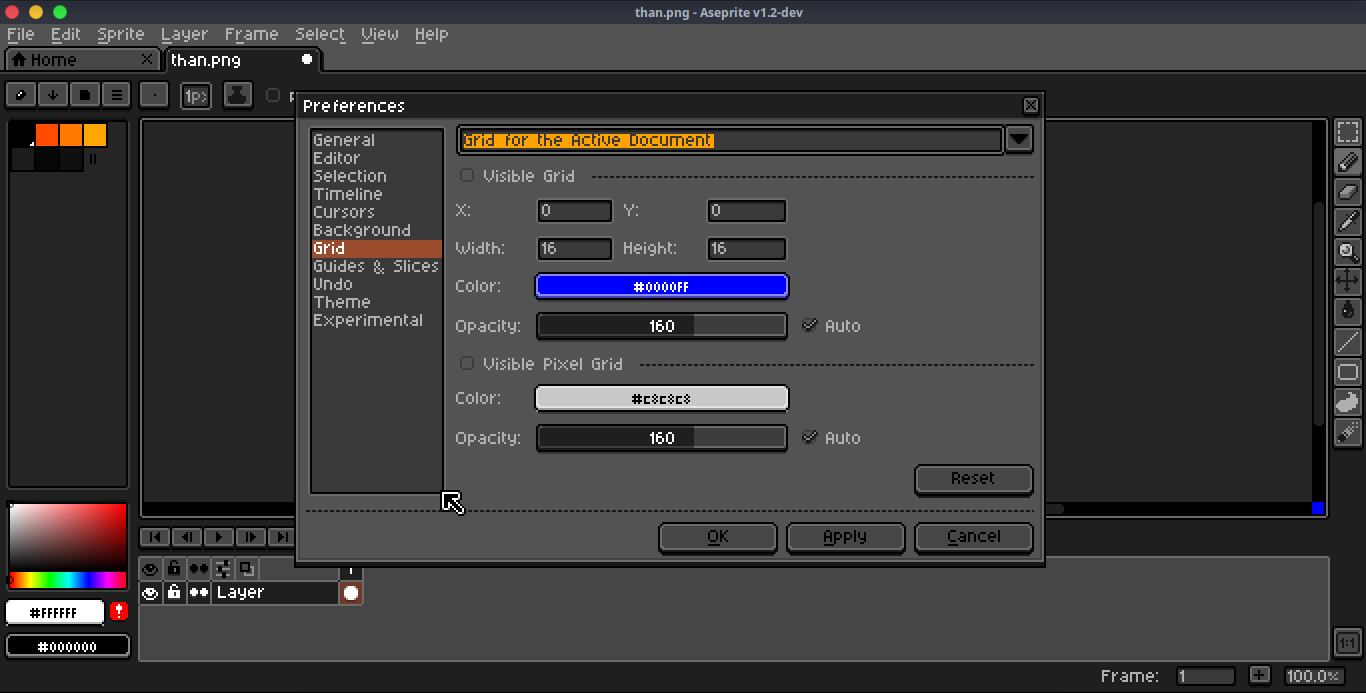 than.png - Aseprite v1.2-dev
File Edit Sprite Layer Frame Select View Help
Home
than.png
1px
Preferences
General
Editor
Selection
Timeline
Cursors
Background
Grid
Guides & Slices
Undo
Theme
Experimental
Grid for the Active Document
Visible Grid
X: 0 Y: 0
Width: 16 Height: 16
Color: #0000FF
Opacity: 160 Auto
Visible Pixel Grid
Color: #c8c8c8
Opacity: 160 Auto
Reset
OK Apply Cancel
Layer
#FFFFFF
#000000
1:1
Frame: 1 + 100.0%